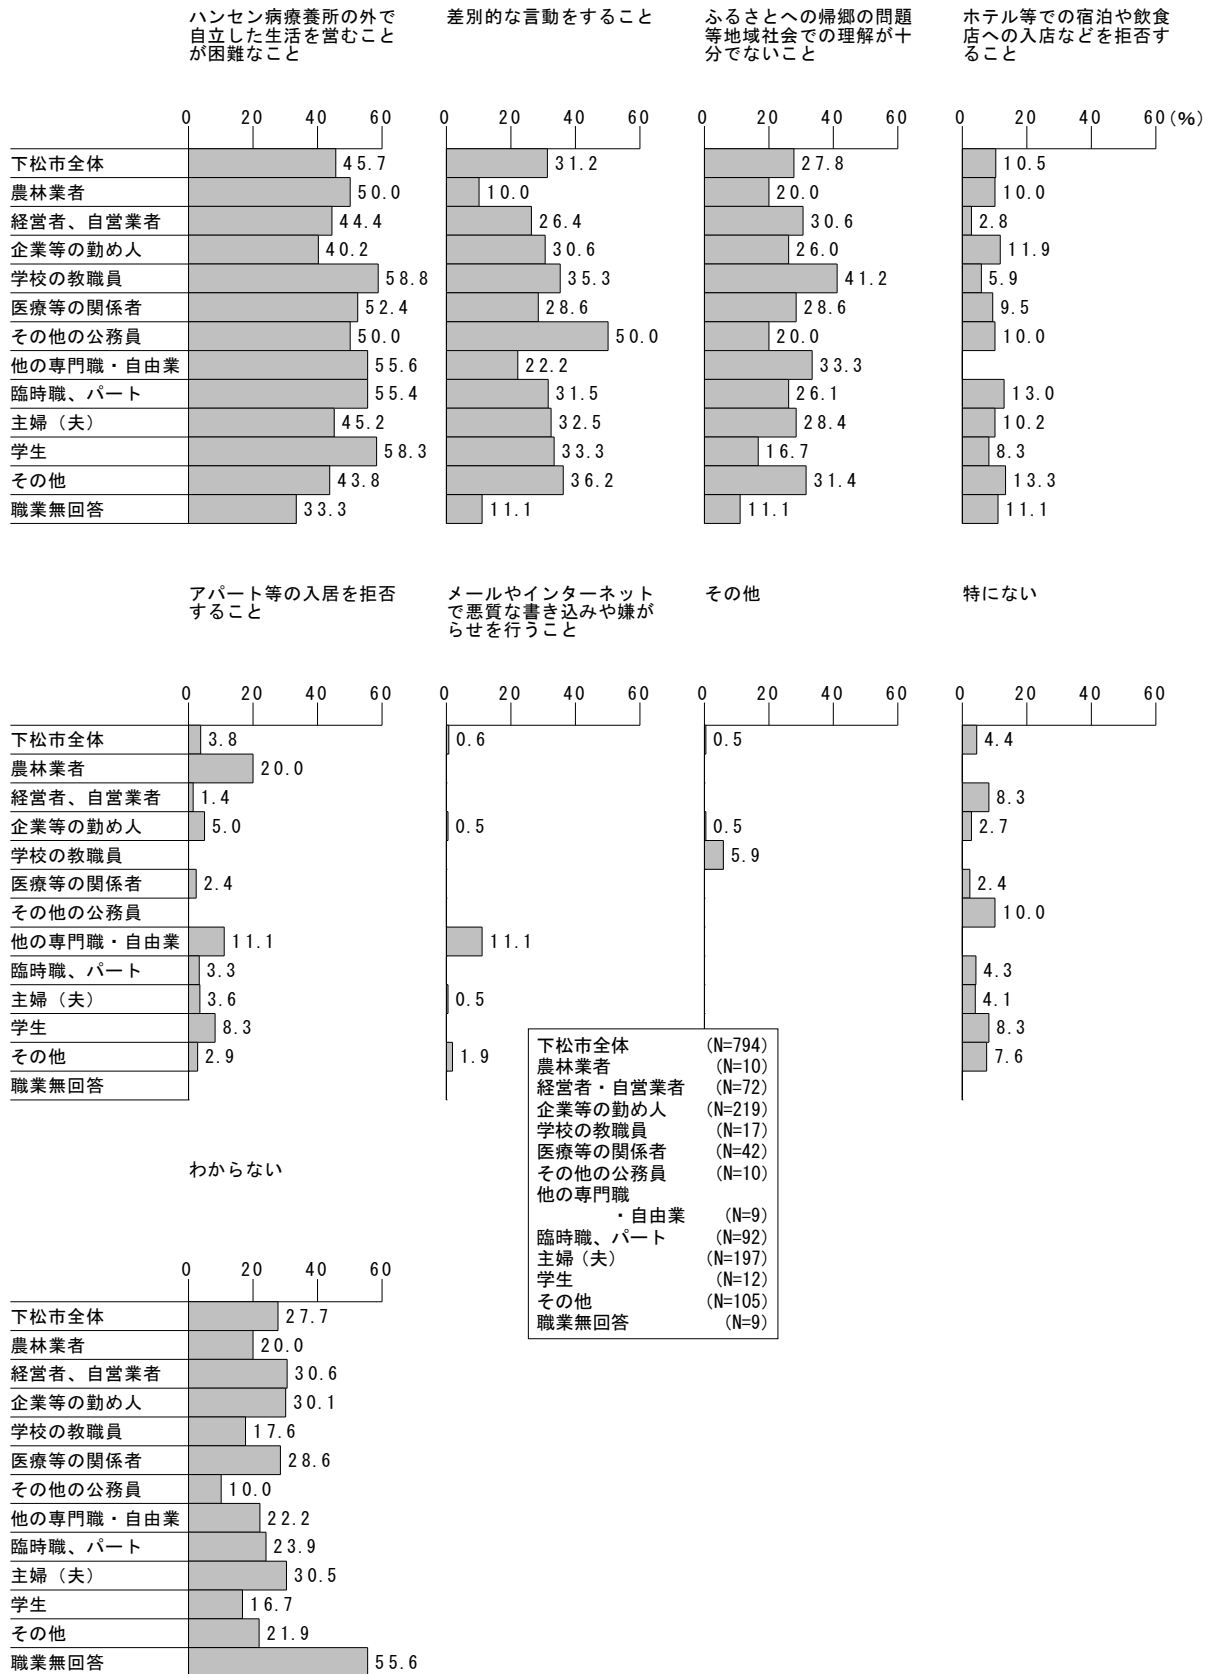 ハンセン病療養所の外で
自立した生活を営むこと
が困難なこと
差別的な言動をすること
ふるさとへの帰郷の問題
等地域社会での理解が十
分でないこと
ホテル等での宿泊や飲食
店への入店などを拒否す
ること
0 20 40 60 0 20 40 60 0 20 40 60 0 20 40 60(%)
下松市全体 45.7 31.2 27.8 10.5
農林業者 50.0 10.0 20.0 10.0
経営者、自営業者 44.4 26.4 30.6 2.8
企業等の勤め人 40.2 30.6 26.0 11.9
学校の教職員 58.8 35.3 41.2 5.9
医療等の関係者 52.4 28.6 28.6 9.5
その他の公務員 50.0 50.0 20.0 10.0
他の専門職・自由業 55.6 22.2 33.3
臨時職、パート 55.4 31.5 26.1 13.0
主婦（夫） 45.2 32.5 28.4 10.2
学生 58.3 33.3 16.7 8.3
その他 43.8 36.2 31.4 13.3
職業無回答 33.3 11.1 11.1 11.1
アパート等の入居を拒否
すること
メールやインターネット
で悪質な書き込みや嫌が
らせを行うこと
その他
特にない
0 20 40 60 0 20 40 60 0 20 40 60 0 20 40 60
下松市全体 3.8 0.6 0.5 4.4
農林業者 20.0
経営者、自営業者 1.4 8.3
企業等の勤め人 5.0 0.5 0.5 2.7
学校の教職員 5.9
医療等の関係者 2.4 2.4
その他の公務員 10.0
他の専門職・自由業 11.1 11.1
臨時職、パート 3.3 4.3
主婦（夫） 3.6 0.5 4.1
学生 8.3 8.3
その他 2.9 1.9 7.6
職業無回答
下松市全体 (N=794)
農林業者 (N=10)
経営者・自営業者 (N=72)
企業等の勤め人 (N=219)
学校の教職員 (N=17)
医療等の関係者 (N=42)
その他の公務員 (N=10)
他の専門職
・自由業 (N=9)
臨時職、パート (N=92)
主婦（夫） (N=197)
学生 (N=12)
その他 (N=105)
職業無回答 (N=9)
わからない
0 20 40 60
下松市全体 27.7
農林業者 20.0
経営者、自営業者 30.6
企業等の勤め人 30.1
学校の教職員 17.6
医療等の関係者 28.6
その他の公務員 10.0
他の専門職・自由業 22.2
臨時職、パート 23.9
主婦（夫） 30.5
学生 16.7
その他 21.9
職業無回答 55.6